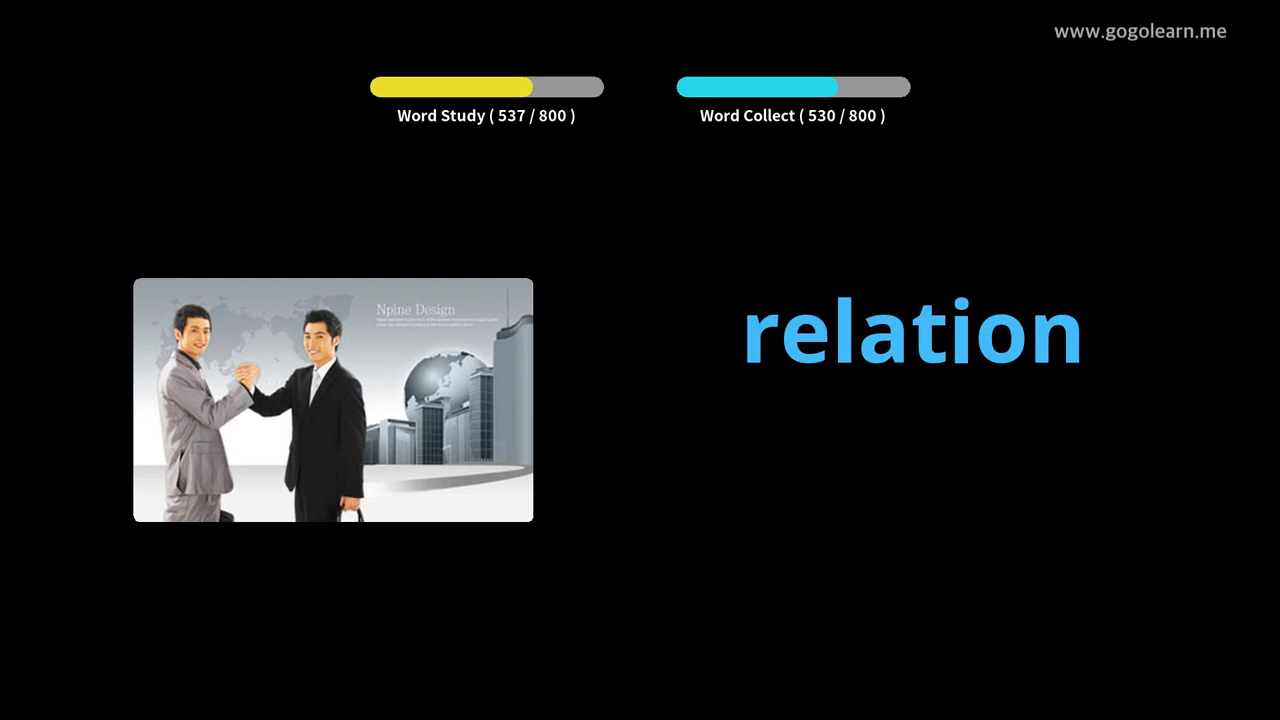 www.gogolearn.me
Word Study ( 537 / 800 )
Word Collect ( 530 / 800 )
Npine Design
relation